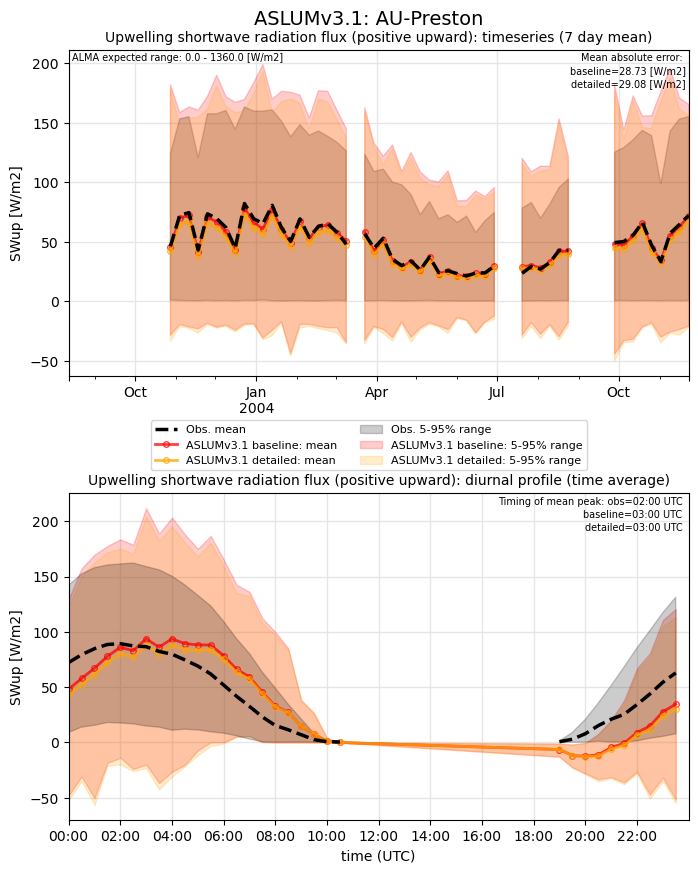 ASLUMv3.1: AU-Preston
Upwelling shortwave radiation flux (positive upward): timeseries (7 day mean)
ALMA expected range: 0.0 - 1360.0 [W/m2]
Mean absolute error:
baseline=28.73 [W/m2]
detailed=29.08 [W/m2]
200
150
100
50
0
−50
SWup [W/m2]
Oct
Jan
2004
Apr
Jul
Oct
Obs. mean
ASLUMv3.1 baseline: mean
ASLUMv3.1 detailed: mean
Obs. 5-95% range
ASLUMv3.1 baseline: 5-95% range
ASLUMv3.1 detailed: 5-95% range
Upwelling shortwave radiation flux (positive upward): diurnal profile (time average)
Timing of mean peak: obs=02:00 UTC
baseline=03:00 UTC
detailed=03:00 UTC
200
150
100
50
0
−50
SWup [W/m2]
00:00 02:00 04:00 06:00 08:00 10:00 12:00 14:00 16:00 18:00 20:00 22:00
time (UTC)